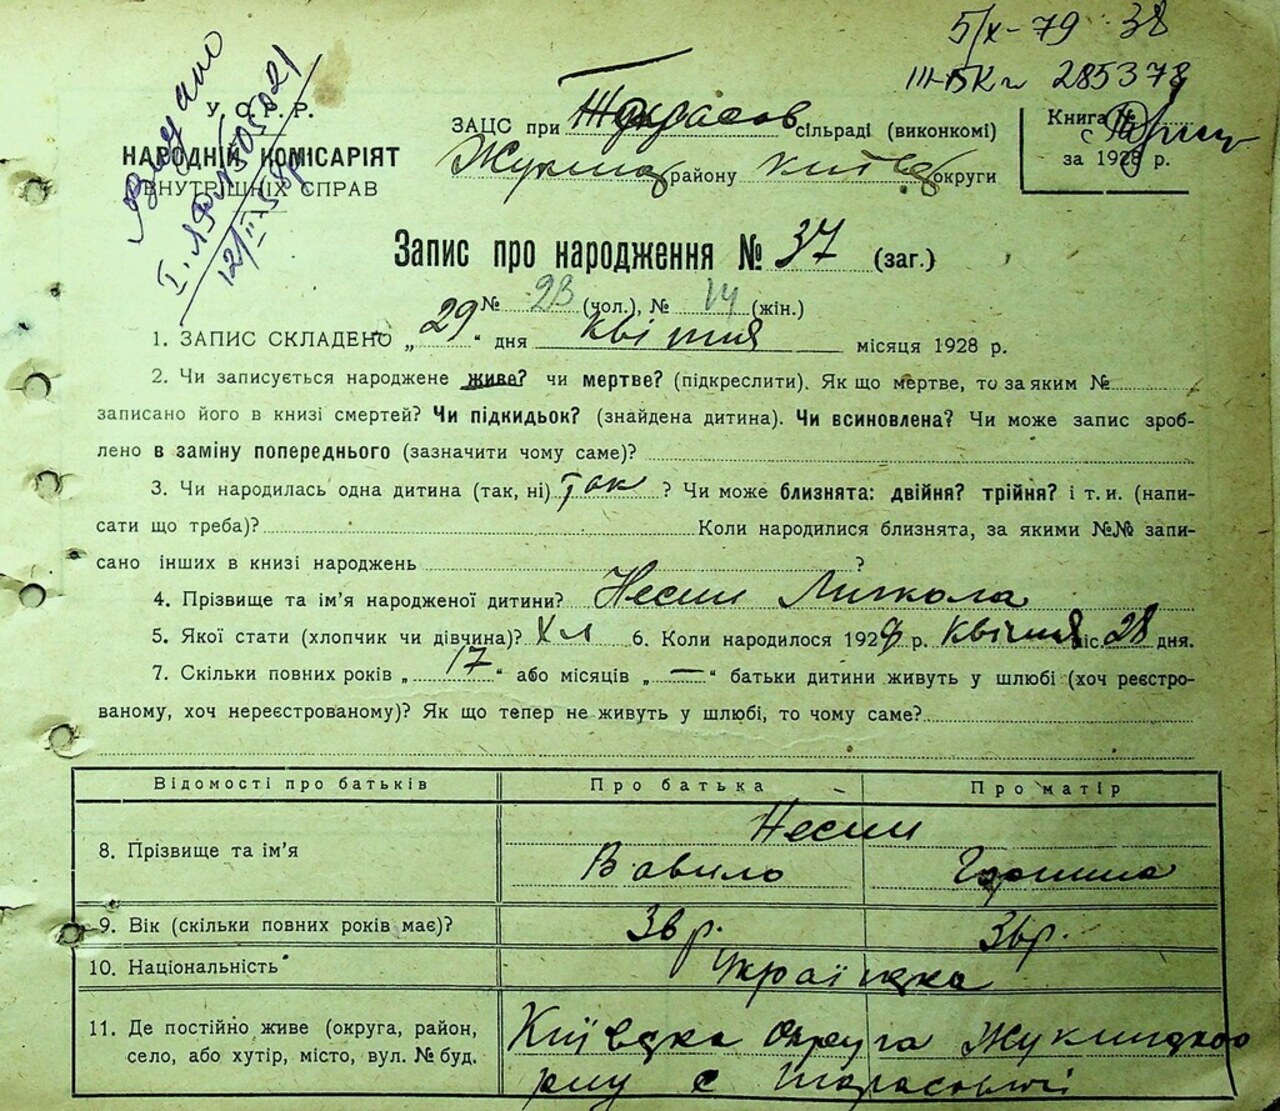 5/X-79 38
III-БК № 285378
Видано
I.
У.С.Р.Р.
НАРОДНІЙ КОМІСАРІЯТ
ВНУТРІШНІХ СПРАВ
ЗАЦС при Тарасов сільраді (виконкомі)
Жуклид району Київ округи
Книга №
с
за 1928 р.
Запис про народження № 37 (заг.)
№ 23 (чол.), № 14 (жін.)
1. ЗАПИС СКЛАДЕНО „29" дня квітня місяця 1928 р.
2. Чи записується народжене живе? чи мертве? (підкреслити). Як що мертве, то за яким №
записано його в книзі смертей? Чи підкидьок? (знайдена дитина). Чи всиновлена? Чи може запис зроб-
лено в заміну попереднього (зазначити чому саме)?
3. Чи народилась одна дитина (так, ні) так ? Чи може близнята: двійня? трійня? і т. и. (напи-
сати що треба)? Коли народилися близнята, за якими №№ запи-
сано інших в книзі народжень ?
4. Прізвище та ім'я народженої дитини? Несин Микола
5. Якої стати (хлопчик чи дівчина)? Хл 6. Коли народилося 1928 р. квітня міс. 28 дня.
7. Скільки повних років „17" або місяців „—" батьки дитини живуть у шлюбі (хоч реєстро-
ваному, хоч нереєстрованому)? Як що тепер не живуть у шлюбі, то чому саме?
Відомості про батьків Про батька Про матір
Несин
8. Прізвище та ім'я Вавило
9. Вік (скільки повних років має)? 36 р. 36 р.
10. Національність Українка
11. Де постійно живе (округа, район, Київська округа
село, або хутір, місто, вул. № буд. р-ну с Тарасовичі